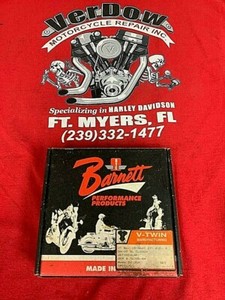 VerDow
MOTORCYCLE REPAIR INC
Specializing in HARLEY DAVIDSON
FT. MYERS, FL
(239)332-1477
Barnett
PERFORMANCE
PRODUCTS
V-TWIN
MANUFACTURING
MADE IN